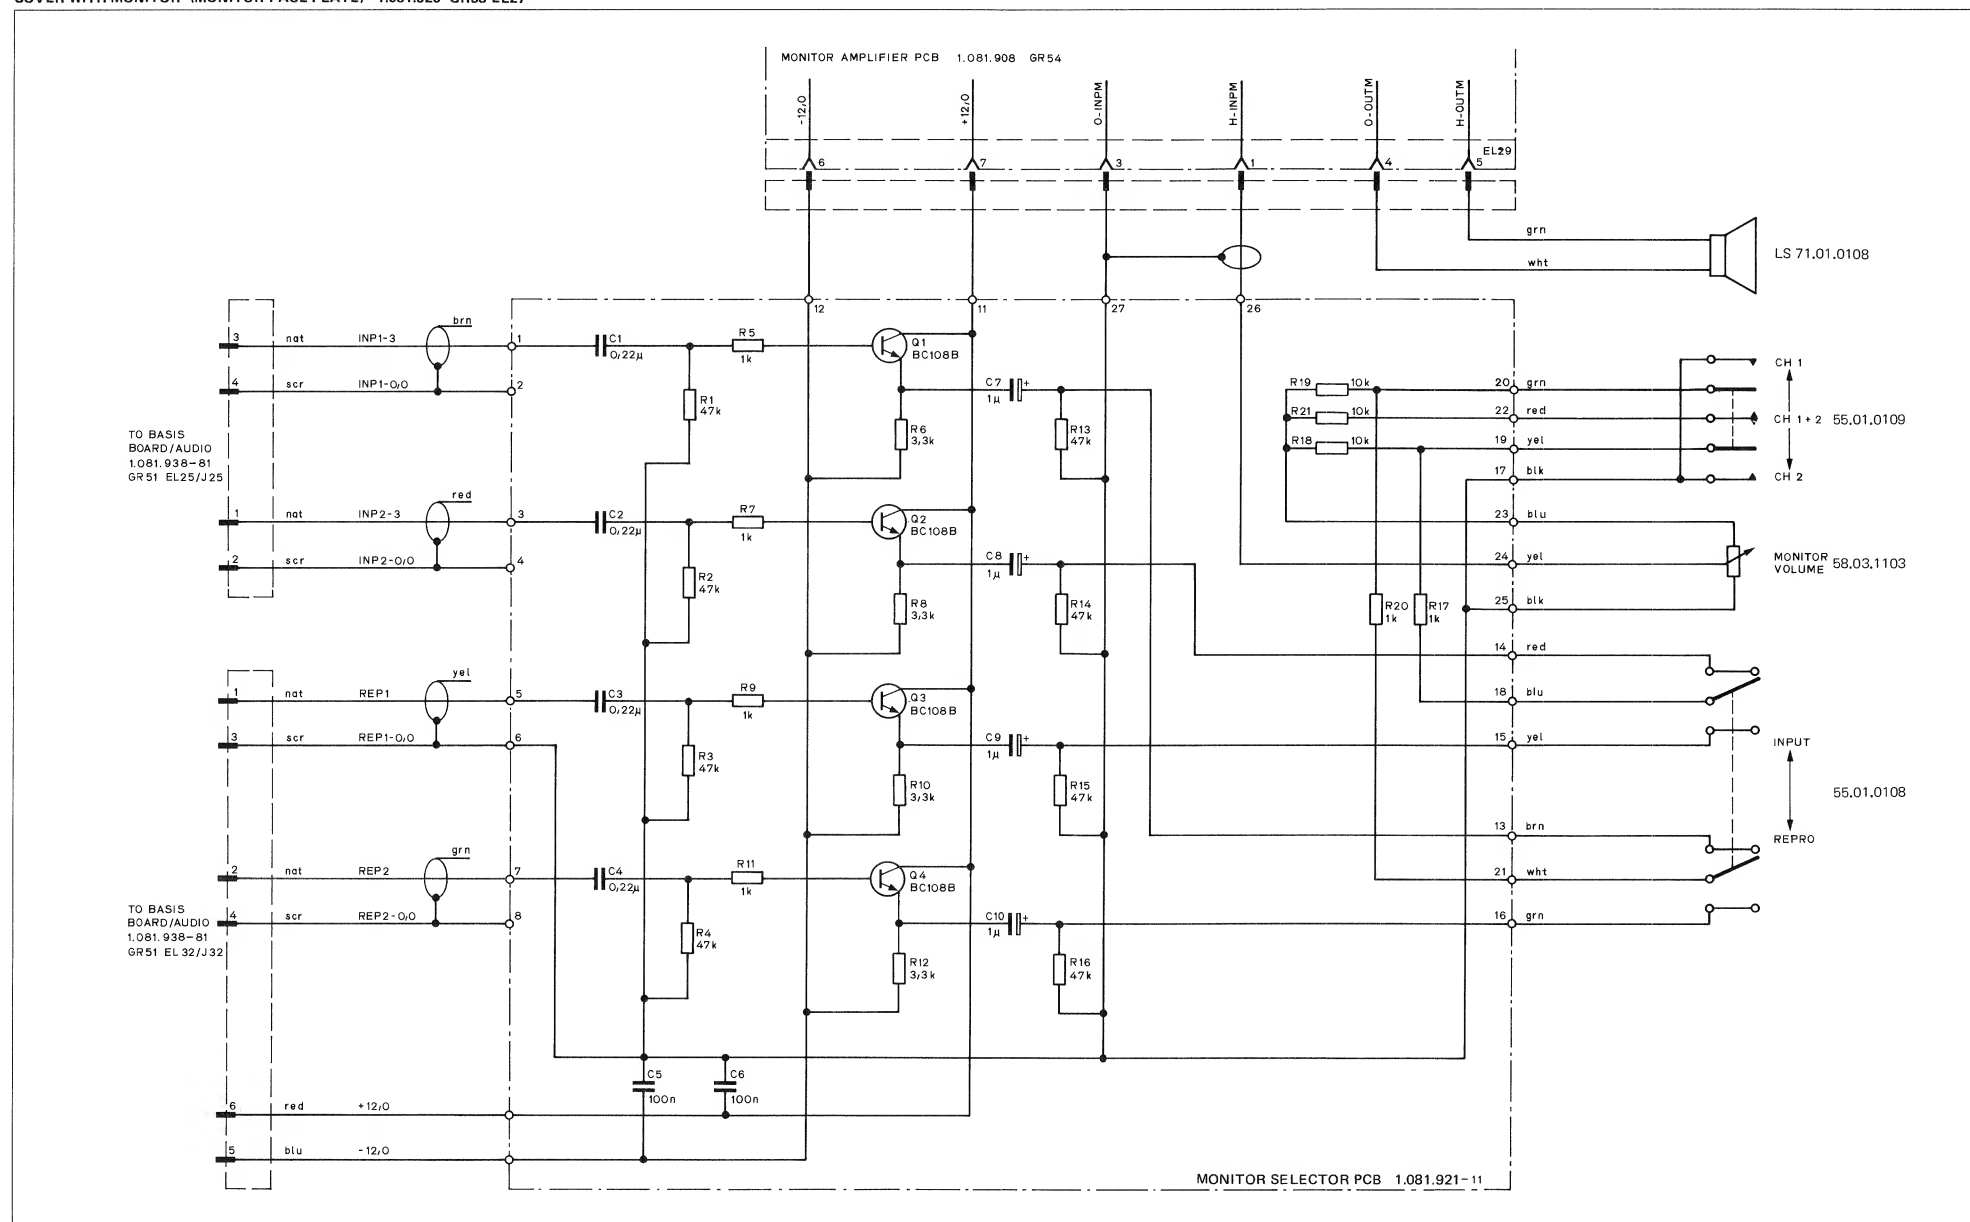 MONITOR AMPLIFIER PCB 1.081.908 GR54
-12,0
+12,0
O-INPM
H-INPM
O-OUTM
H-OUTM
EL29
6
7
3
1
4
5
grn
wht
LS 71.01.0108
12
11
27
26
3 nat INP1-3 brn 1
4 scr INP1-0,0 2
C1
0,22µ
R5
1k
Q1
BC108B
R1
47k
R6
3,3k
C7
1µ
+
R13
47k
TO BASIS
BOARD/AUDIO
1.081.938-81
GR51 EL25/J25
1 nat INP2-3 red 3
2 scr INP2-0,0 4
C2
0,22µ
R7
1k
Q2
BC108B
R2
47k
R8
3,3k
C8
1µ
+
R14
47k
R19 10k
R21 10k
R18 10k
20 grn
22 red
19 yel
17 blk
CH 1
CH 1+2 55.01.0109
CH 2
23 blu
24 yel
25 blk
MONITOR
VOLUME 58.03.1103
R20
1k
R17
1k
14 red
18 blu
15 yel
INPUT
55.01.0108
REPRO
13 brn
21 wht
16 grn
1 nat REP1 yel 5
3 scr REP1-0,0 6
C3
0,22µ
R9
1k
Q3
BC108B
R3
47k
R10
3,3k
C9
1µ
+
R15
47k
2 nat REP2 grn 7
4 scr REP2-0,0 8
C4
0,22µ
R11
1k
Q4
BC108B
R4
47k
R12
3,3k
C10
1µ
+
R16
47k
TO BASIS
BOARD/AUDIO
1.081.938-81
GR51 EL32/J32
C5
100n
C6
100n
6 red +12,0
5 blu -12,0
MONITOR SELECTOR PCB 1.081.921-11